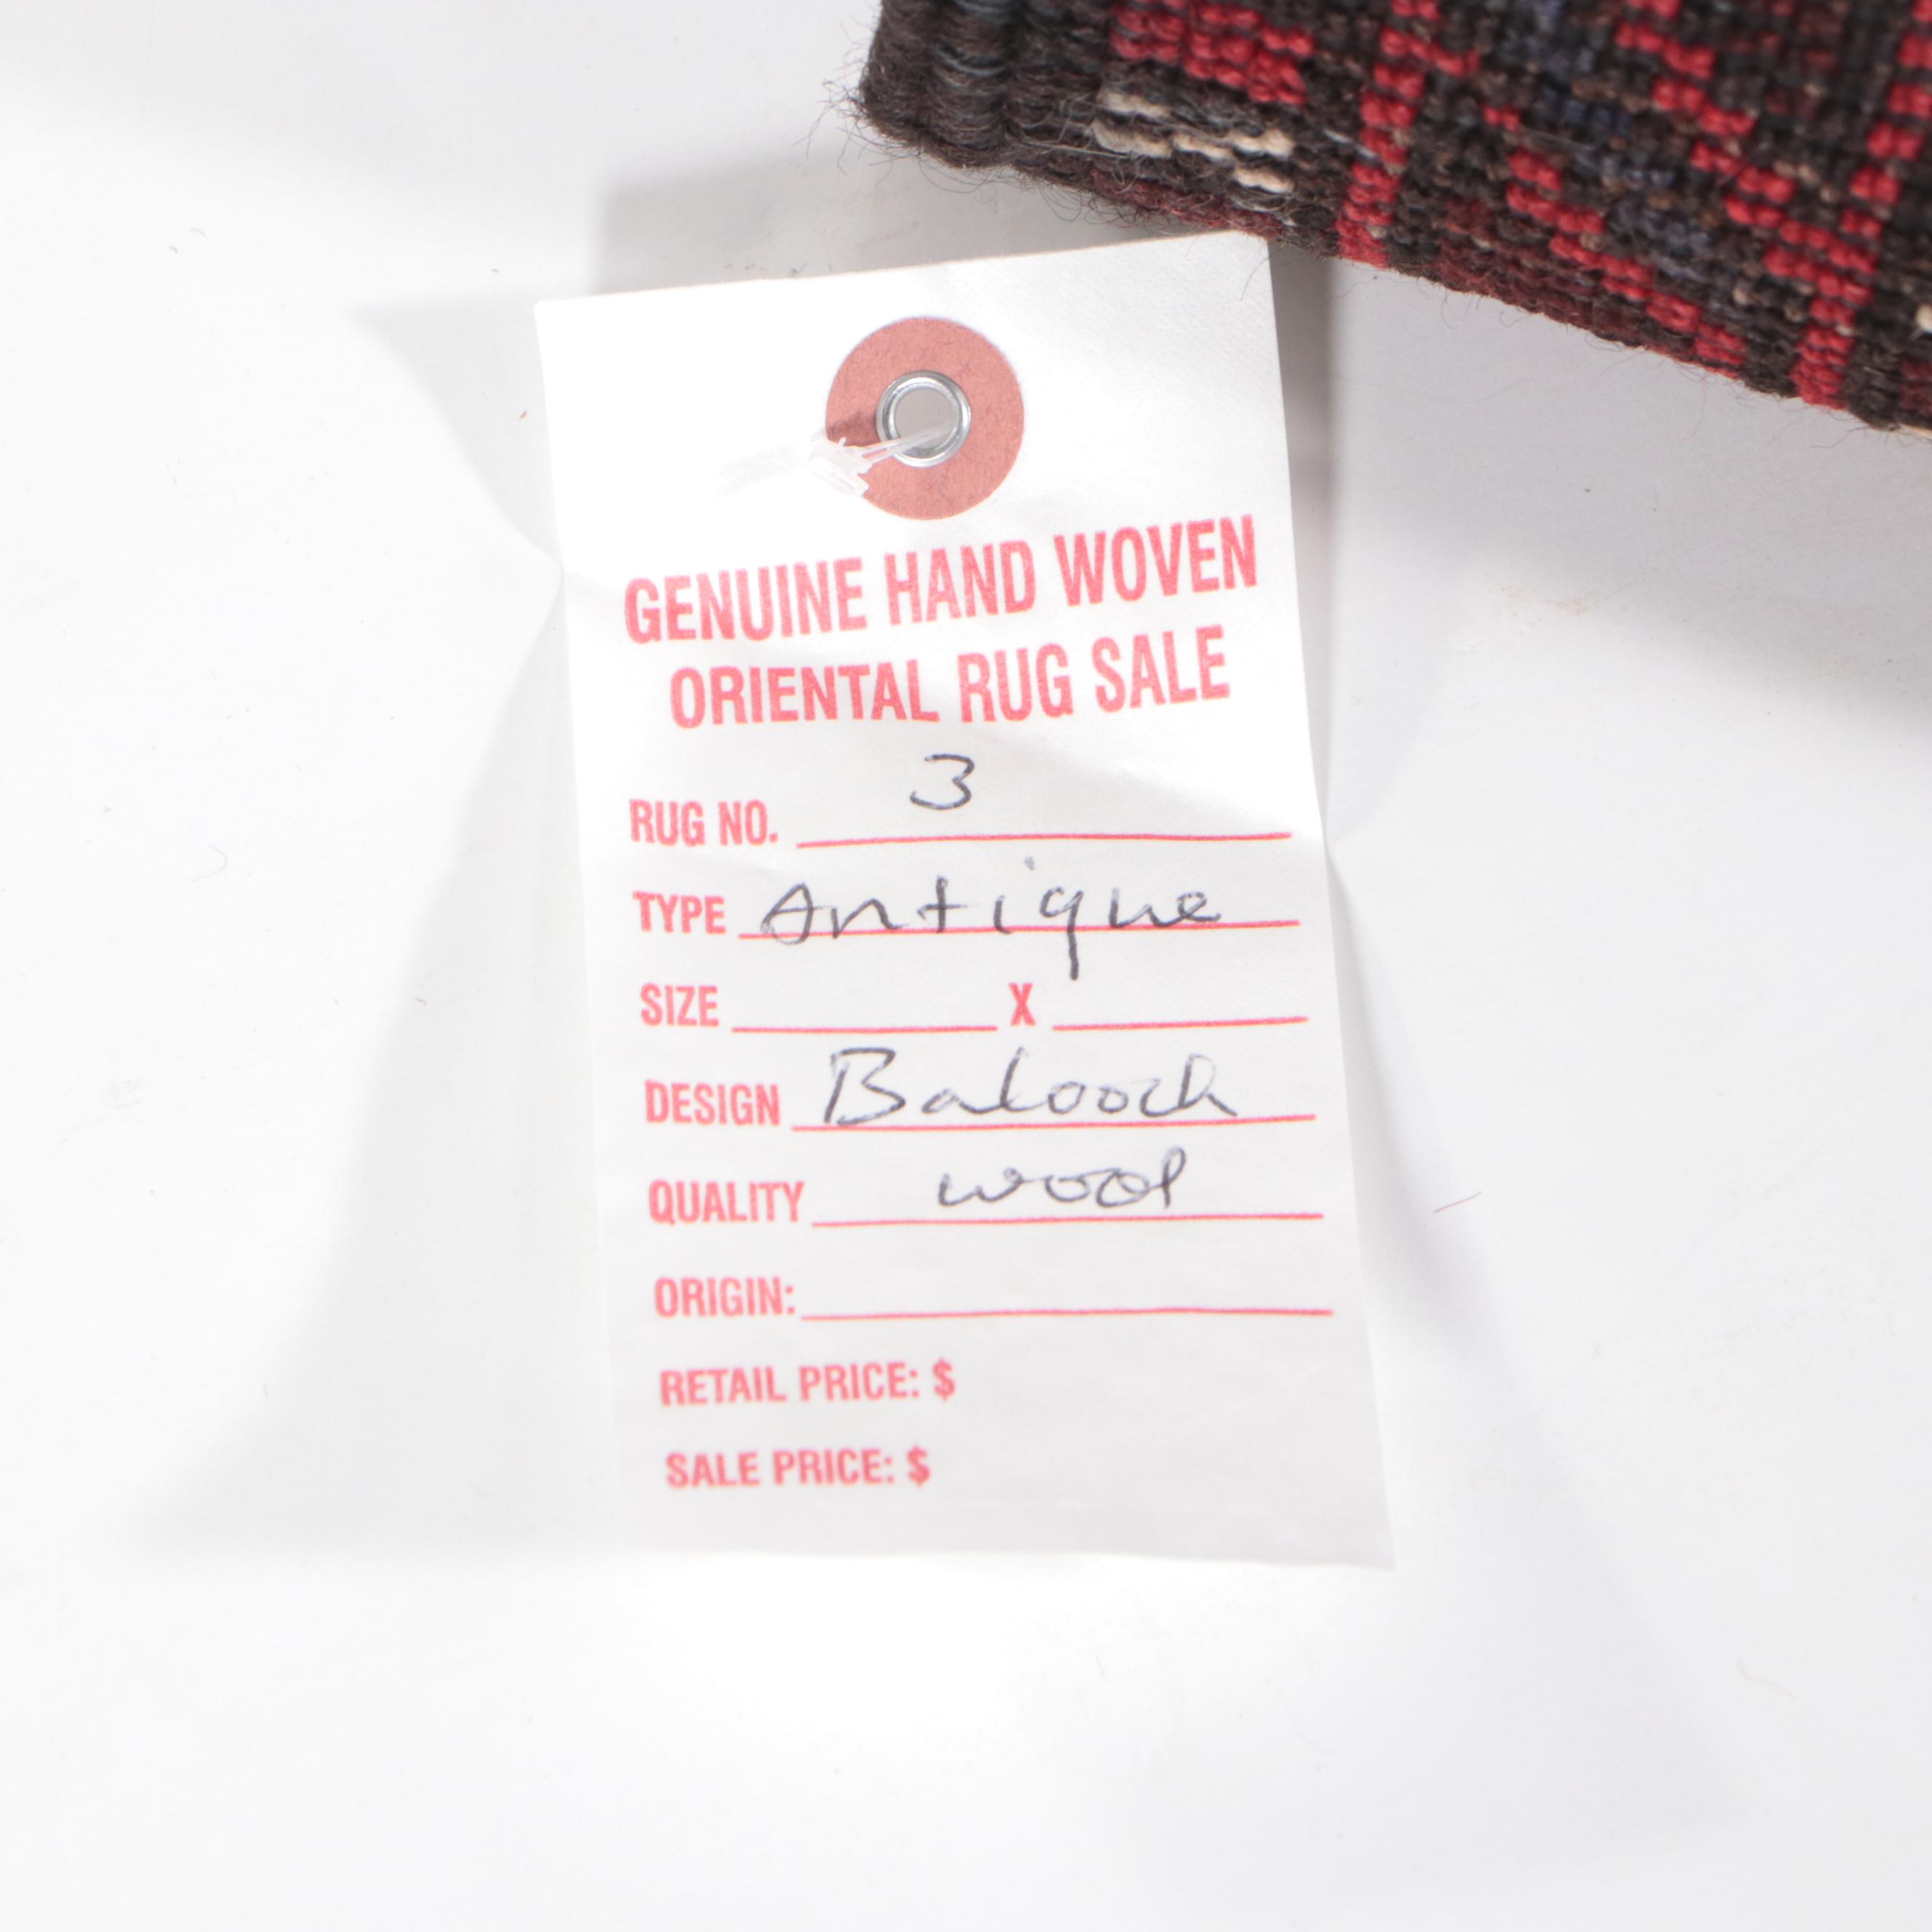 GENUINE HAND WOVEN
ORIENTAL RUG SALE
RUG NO. 3
TYPE Antique
SIZE X
DESIGN Balooch
QUALITY wool
ORIGIN:
RETAIL PRICE: $
SALE PRICE: $